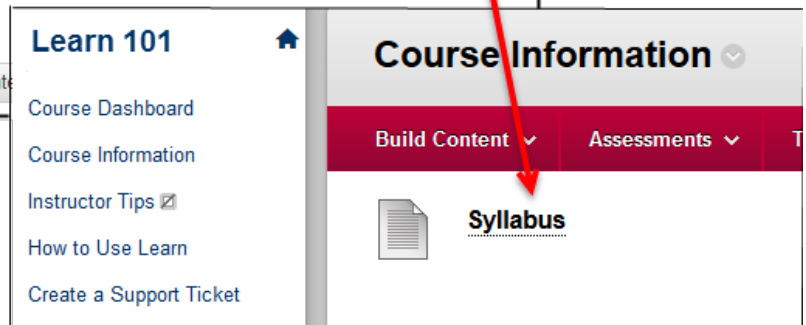 Learn 101
Course Dashboard
Course Information
Instructor Tips
How to Use Learn
Create a Support Ticket
Course Information
Build Content
Assessments
Syllabus